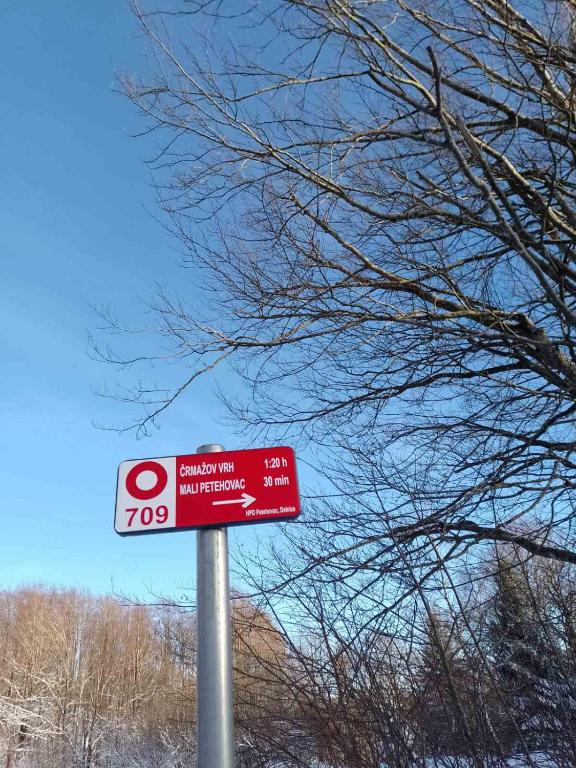 709
ČRMAŽOV VRH 1:20 h
MALI PETEHOVAC 30 min
HPD Petehovac, Delnice